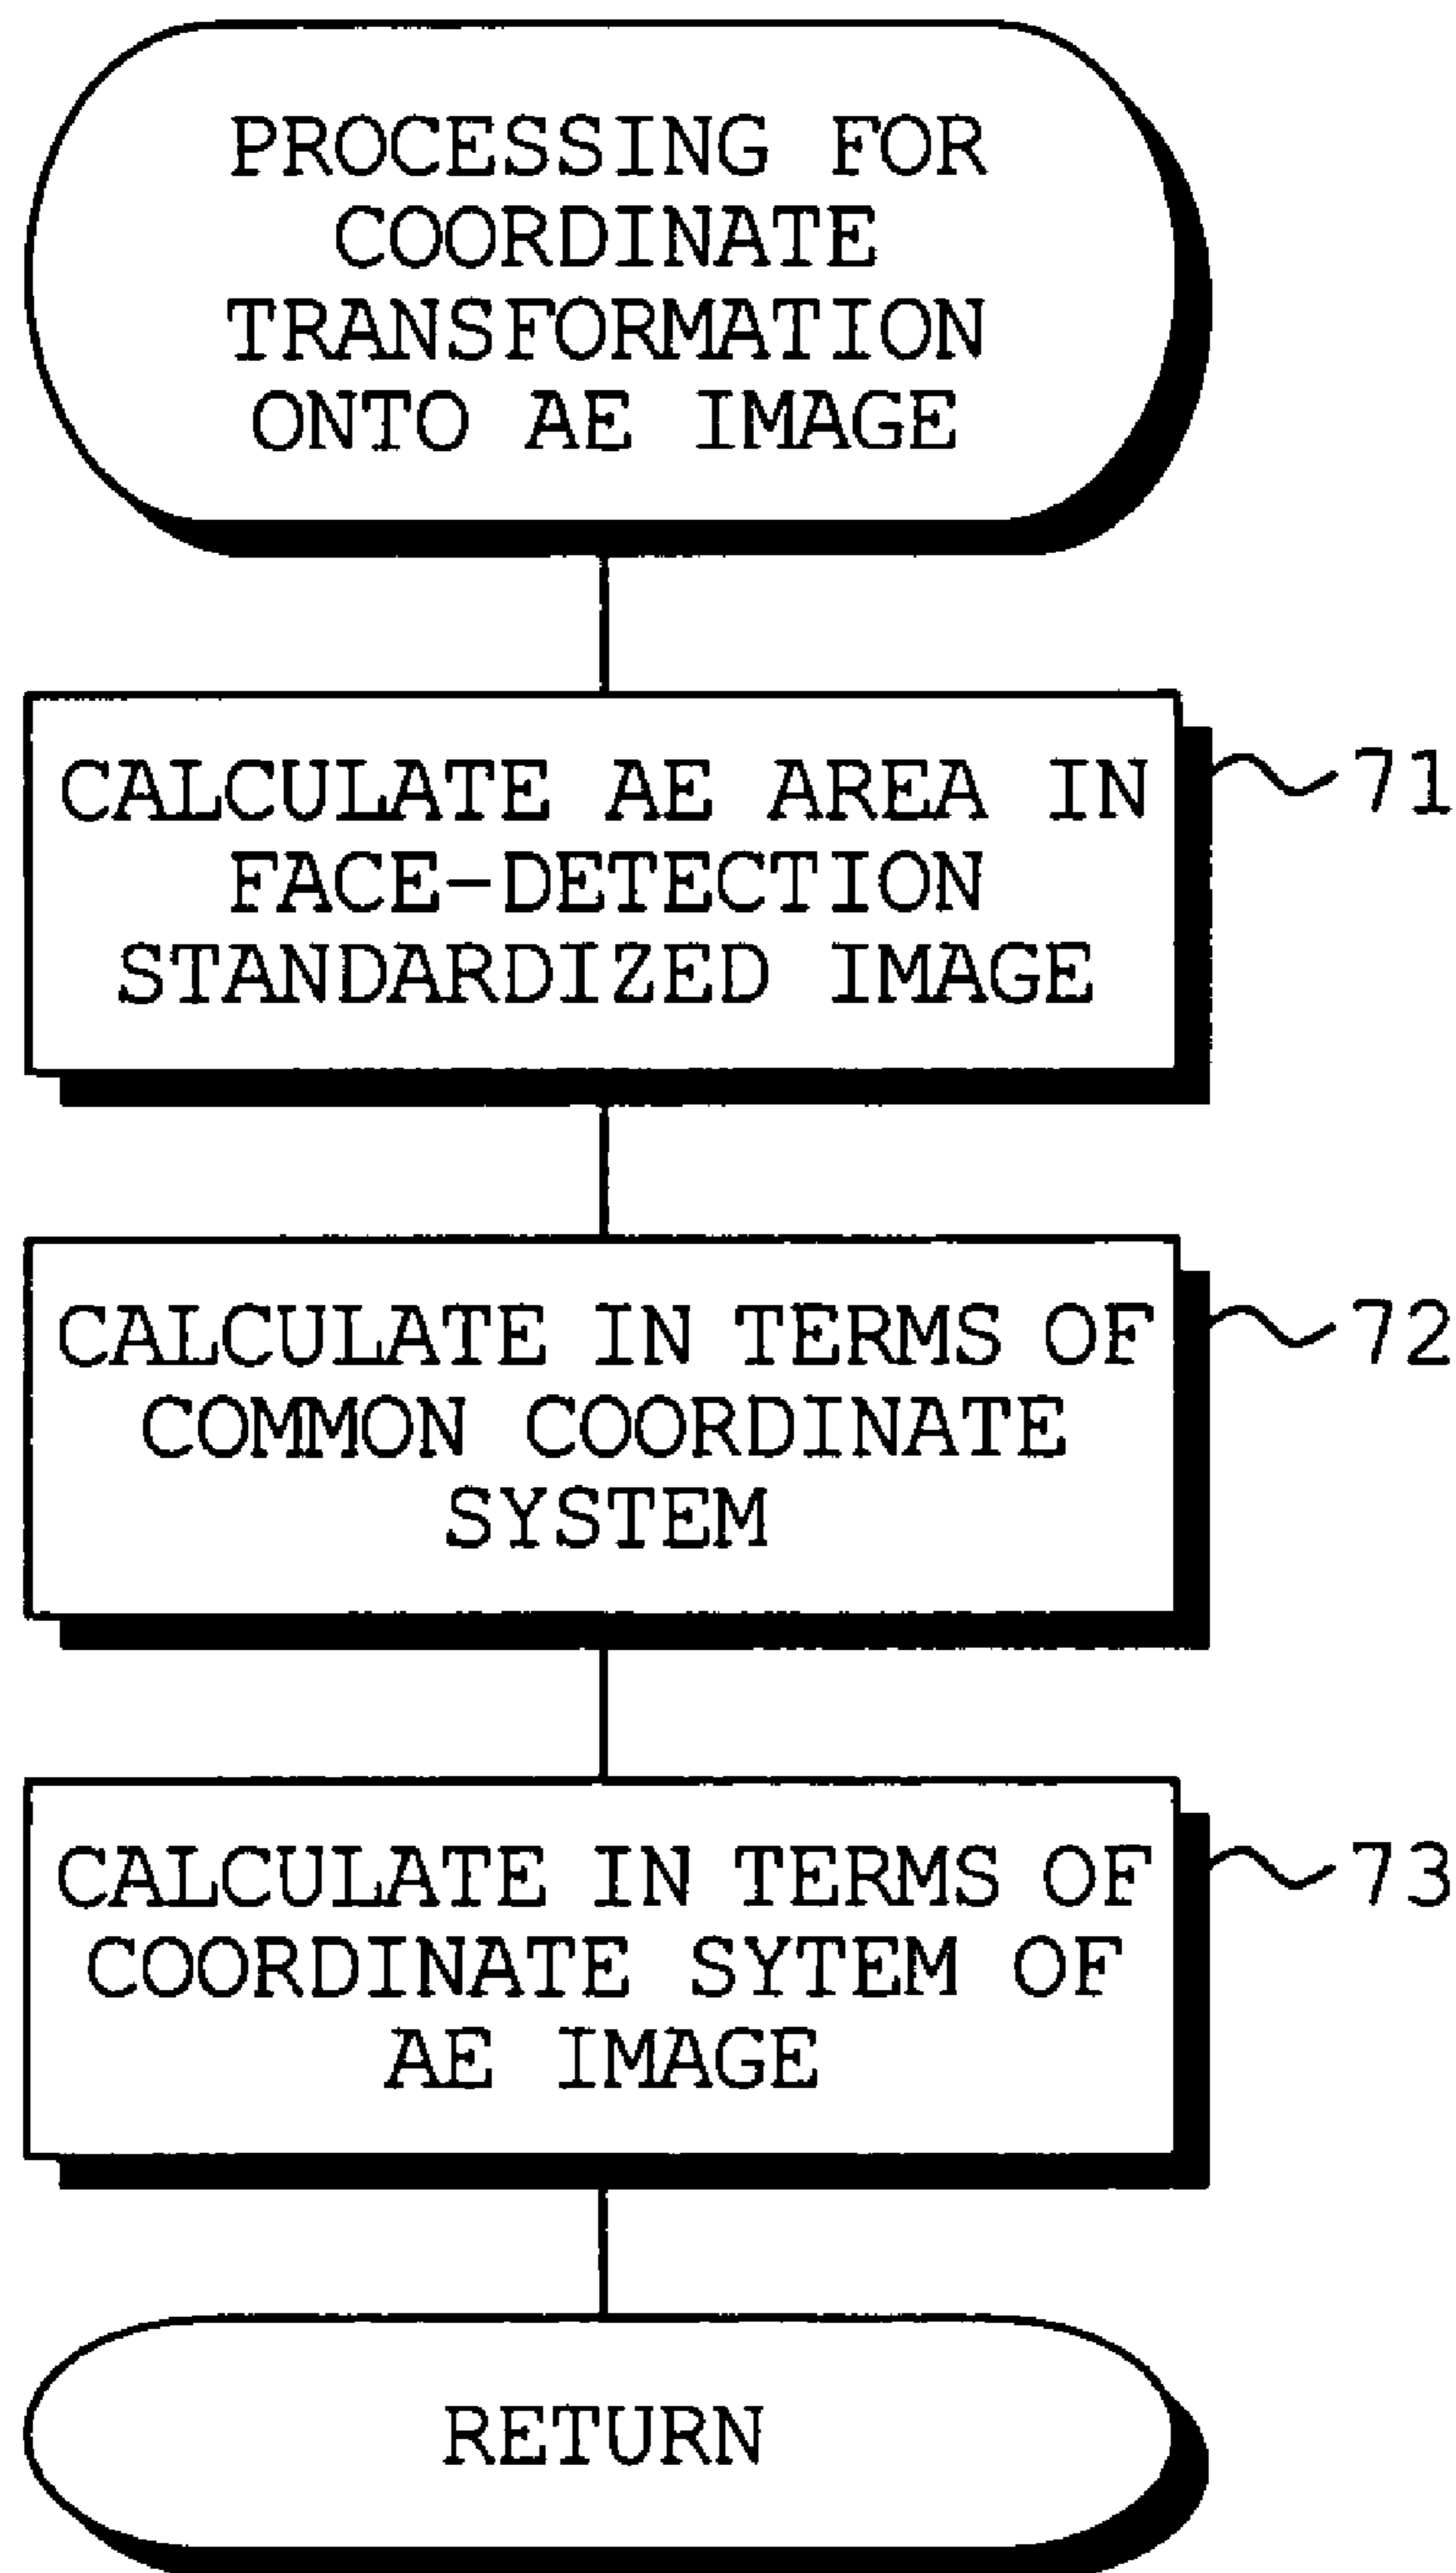 PROCESSING FOR
COORDINATE
TRANSFORMATION
ONTO AE IMAGE
CALCULATE AE AREA IN
FACE-DETECTION
STANDARDIZED IMAGE
71
CALCULATE IN TERMS OF
COMMON COORDINATE
SYSTEM
72
CALCULATE IN TERMS OF
COORDINATE SYTEM OF
AE IMAGE
73
RETURN